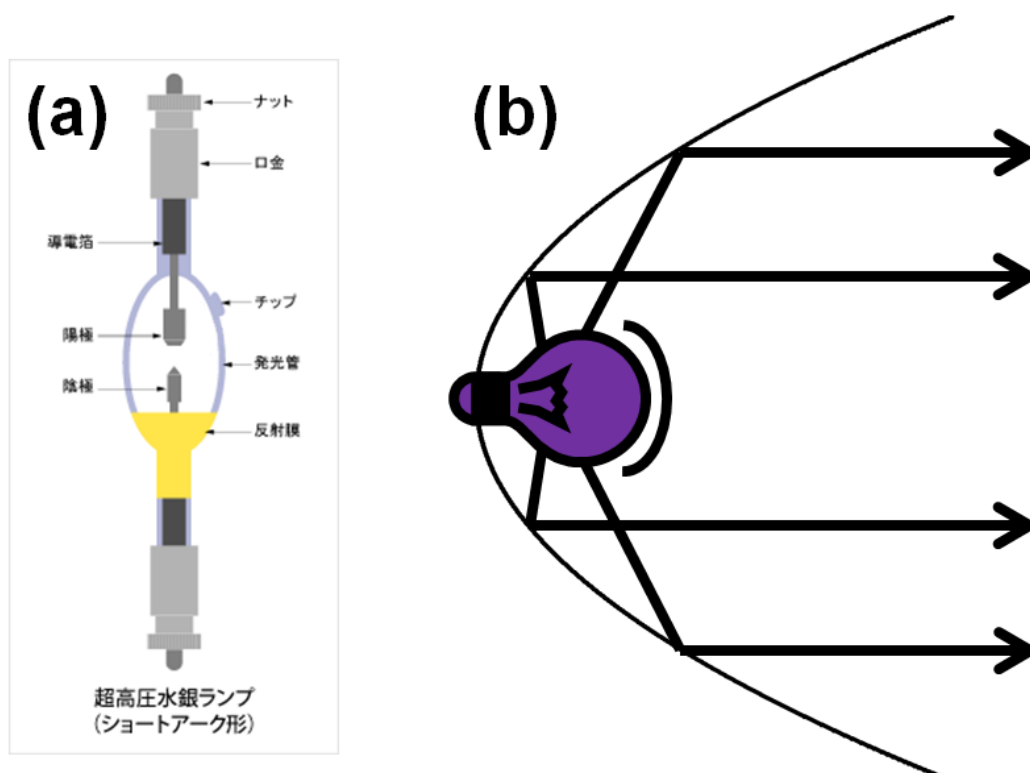 (a)
ナット
口金
導電箔
チップ
陽極
発光管
陰極
反射膜
超高圧水銀ランプ
(ショートアーク形)
(b)